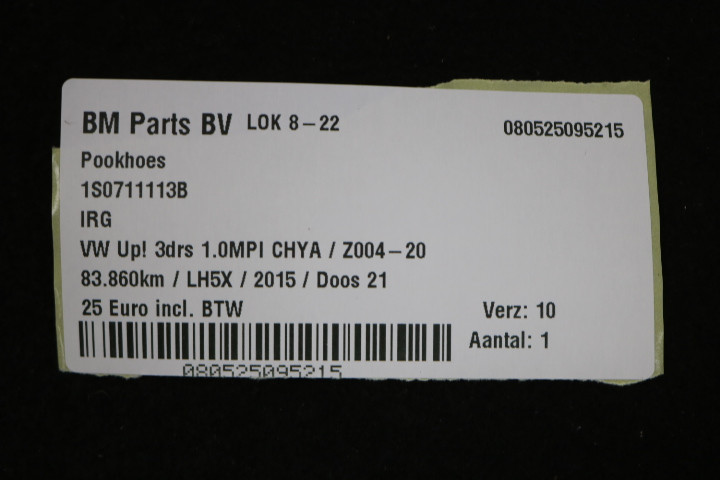 BM Parts BV LOK 8-22 080525095215
Pookhoes
1S0711113B
IRG
VW Up! 3drs 1.0MPI CHYA / Z004-20
83.860km / LH5X / 2015 / Doos 21
25 Euro incl. BTW Verz: 10
Aantal: 1
080525095215